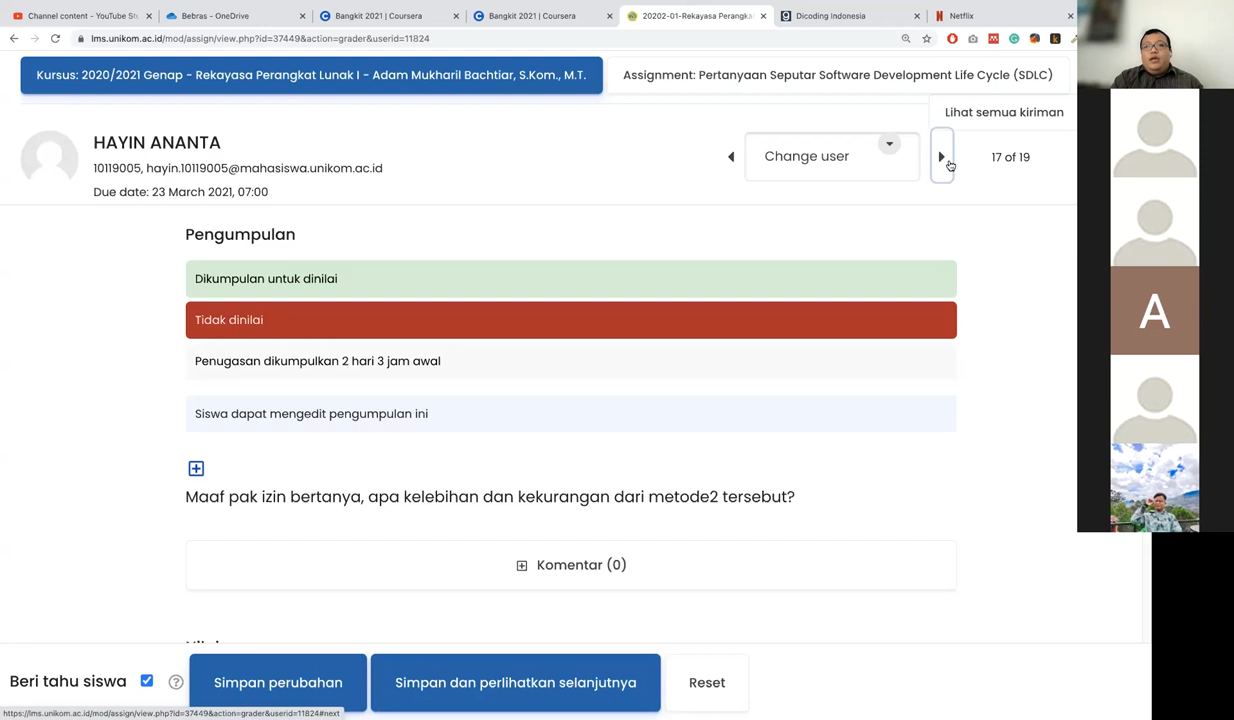 Channel content - YouTube St
Bebras - OneDrive
Bangkit 2021 | Coursera
Bangkit 2021 | Coursera
20202-01-Rekayasa Perangka
Dicoding Indonesia
Netflix
lms.unikom.ac.id/mod/assign/view.php?id=37449&action=grader&userid=11824
Kursus: 2020/2021 Genap - Rekayasa Perangkat Lunak I - Adam Mukharil Bachtiar, S.Kom., M.T.
Assignment: Pertanyaan Seputar Software Development Life Cycle (SDLC)
Lihat semua kiriman
HAYIN ANANTA
10119005, hayin.10119005@mahasiswa.unikom.ac.id
Due date: 23 March 2021, 07:00
Change user
17 of 19
Pengumpulan
Dikumpulan untuk dinilai
Tidak dinilai
Penugasan dikumpulkan 2 hari 3 jam awal
Siswa dapat mengedit pengumpulan ini
Maaf pak izin bertanya, apa kelebihan dan kekurangan dari metode2 tersebut?
Komentar (0)
Beri tahu siswa
Simpan perubahan
Simpan dan perlihatkan selanjutnya
Reset
https://lms.unikom.ac.id/mod/assign/view.php?id=37449&action=grader&userid=11824#next
A